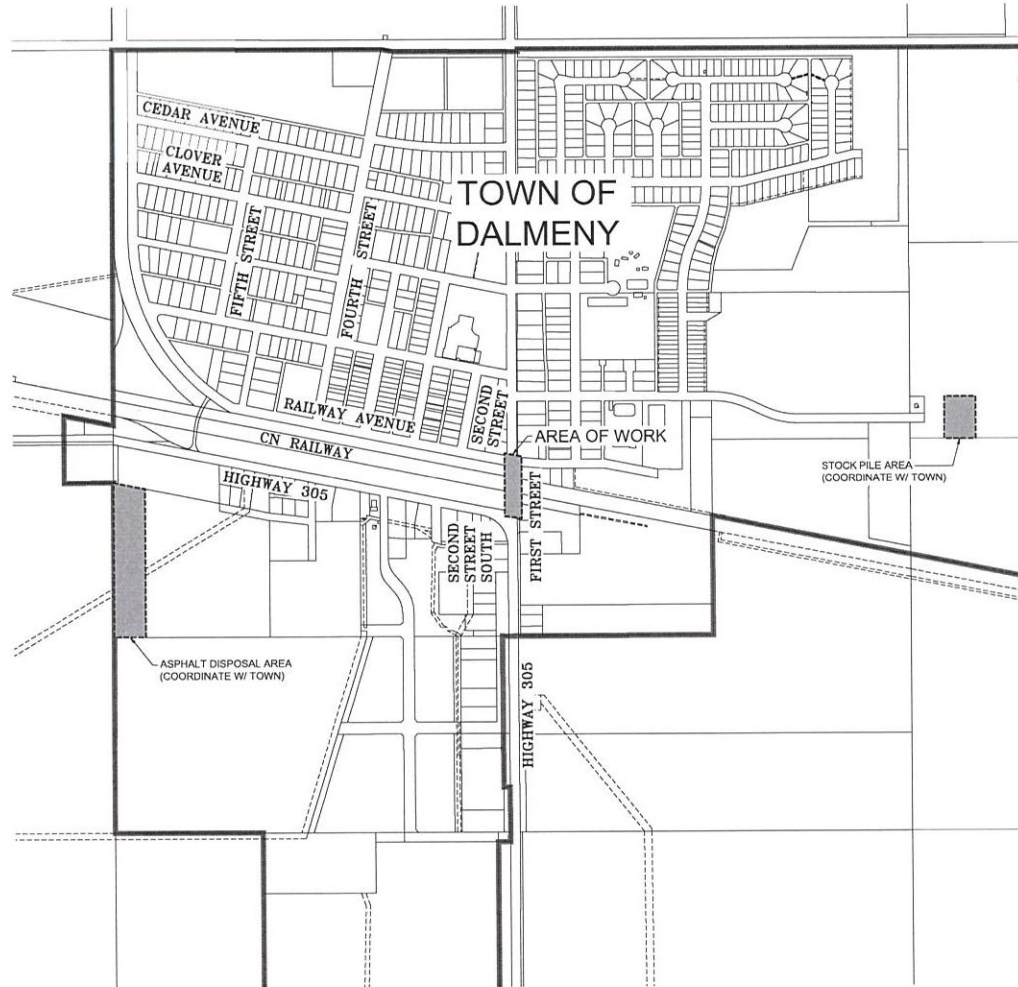 CEDAR AVENUE
CLOVER
AVENUE
TOWN OF
DALMENY
FIFTH STREET
FOURTH STREET
RAILWAY AVENUE
SECOND
STREET
CN RAILWAY
AREA OF WORK
HIGHWAY 305
STOCK PILE AREA
(COORDINATE W/ TOWN)
SECOND
STREET
SOUTH
FIRST STREET
ASPHALT DISPOSAL AREA
(COORDINATE W/ TOWN)
HIGHWAY 305